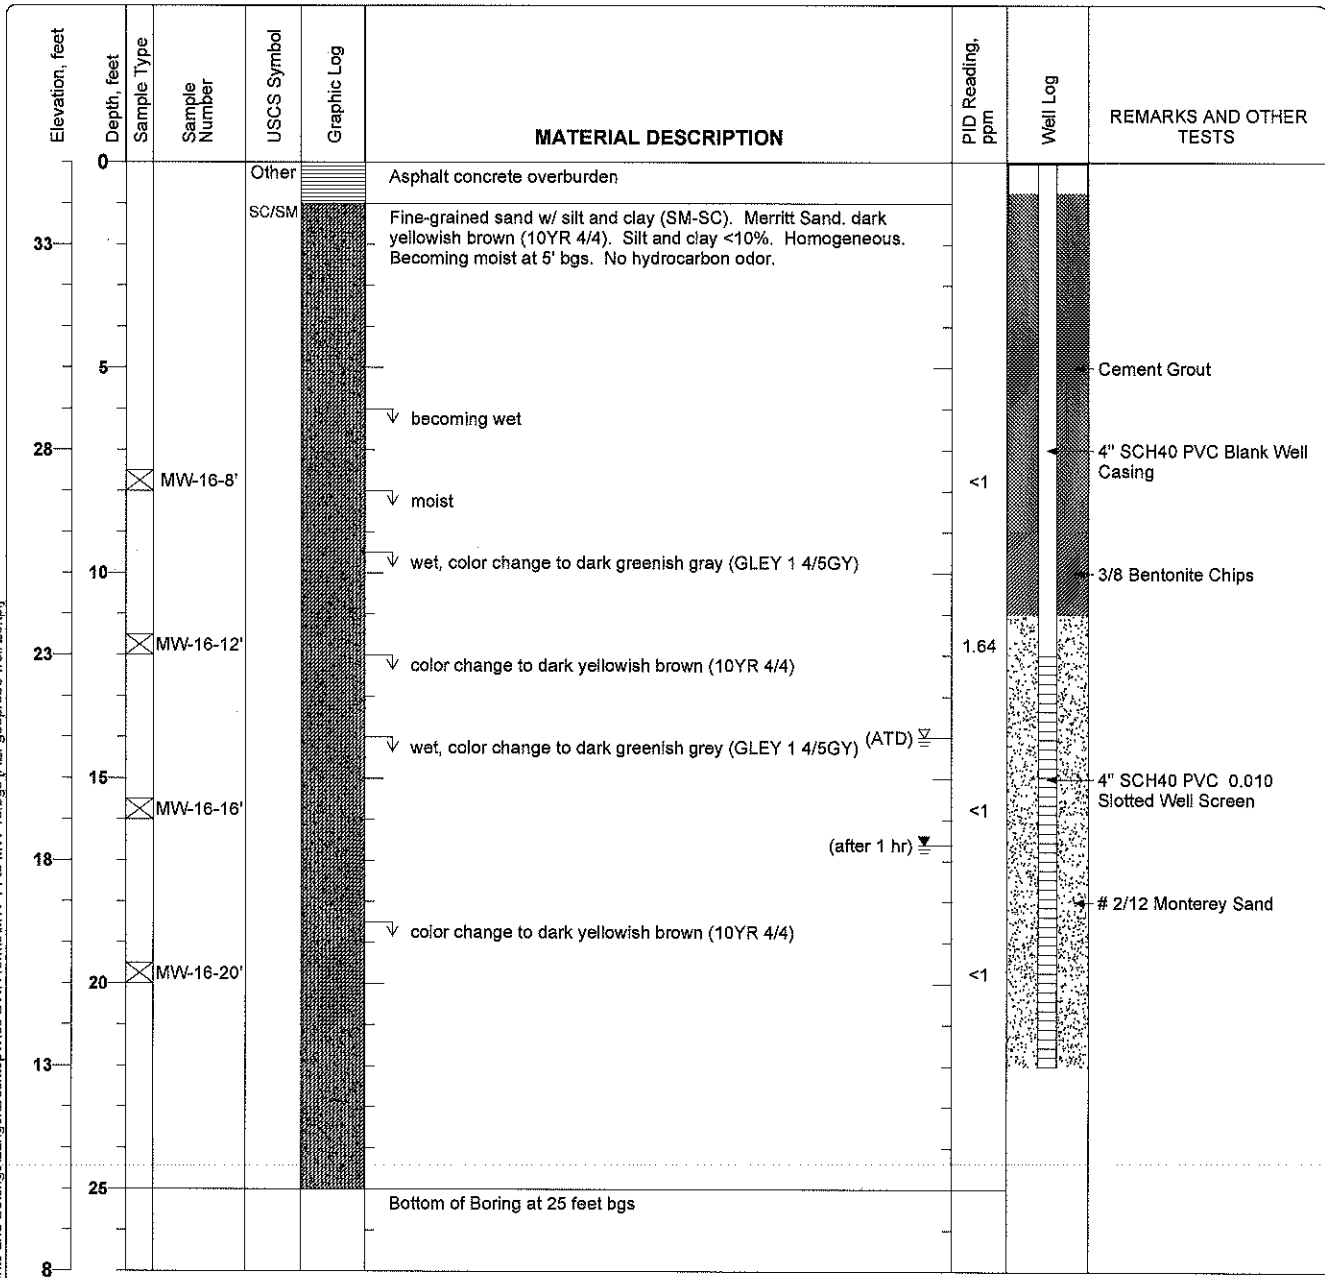 Elevation, feet
Depth, feet
Sample Type
Sample
Number
USCS Symbol
Graphic Log
MATERIAL DESCRIPTION
PID Reading,
ppm
Well Log
REMARKS AND OTHER
TESTS
0
Other
Asphalt concrete overburden
SC/SM
Fine-grained sand w/ silt and clay (SM-SC). Merritt Sand. dark
yellowish brown (10YR 4/4). Silt and clay <10%. Homogeneous.
Becoming moist at 5' bgs. No hydrocarbon odor.
33
5
Cement Grout
becoming wet
28
4" SCH40 PVC Blank Well
Casing
MW-16-8'
<1
moist
wet, color change to dark greenish gray (GLEY 1 4/5GY)
10
3/8 Bentonite Chips
MW-16-12'
1.64
23
color change to dark yellowish brown (10YR 4/4)
(ATD)
wet, color change to dark greenish grey (GLEY 1 4/5GY)
15
4" SCH40 PVC 0.010
Slotted Well Screen
MW-16-16'
<1
(after 1 hr)
18
# 2/12 Monterey Sand
color change to dark yellowish brown (10YR 4/4)
MW-16-20'
<1
20
13
25
Bottom of Boring at 25 feet bgs
8